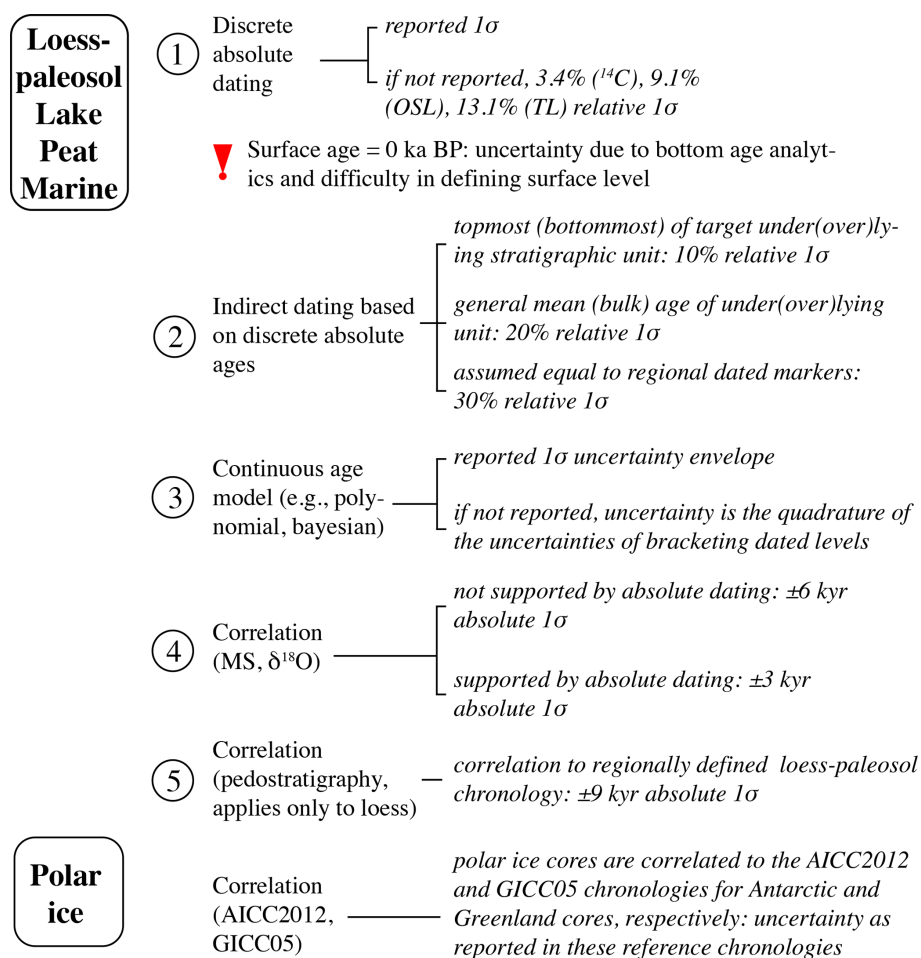 Loess-
paleosol
Lake
Peat
Marine
1
Discrete
absolute
dating
reported 1σ
if not reported, 3.4% (¹⁴C), 9.1%
(OSL), 13.1% (TL) relative 1σ
Surface age = 0 ka BP: uncertainty due to bottom age analyt-
ics and difficulty in defining surface level
2
Indirect dating based
on discrete absolute
ages
topmost (bottommost) of target under(over)ly-
ing stratigraphic unit: 10% relative 1σ
general mean (bulk) age of under(over)lying
unit: 20% relative 1σ
assumed equal to regional dated markers:
30% relative 1σ
3
Continuous age
model (e.g., poly-
nomial, bayesian)
reported 1σ uncertainty envelope
if not reported, uncertainty is the quadrature of
the uncertainties of bracketing dated levels
4
Correlation
(MS, δ¹⁸O)
not supported by absolute dating: ±6 kyr
absolute 1σ
supported by absolute dating: ±3 kyr
absolute 1σ
5
Correlation
(pedostratigraphy,
applies only to loess)
correlation to regionally defined loess-paleosol
chronology: ±9 kyr absolute 1σ
Polar
ice
Correlation
(AICC2012,
GICC05)
polar ice cores are correlated to the AICC2012
and GICC05 chronologies for Antarctic and
Greenland cores, respectively: uncertainty as
reported in these reference chronologies